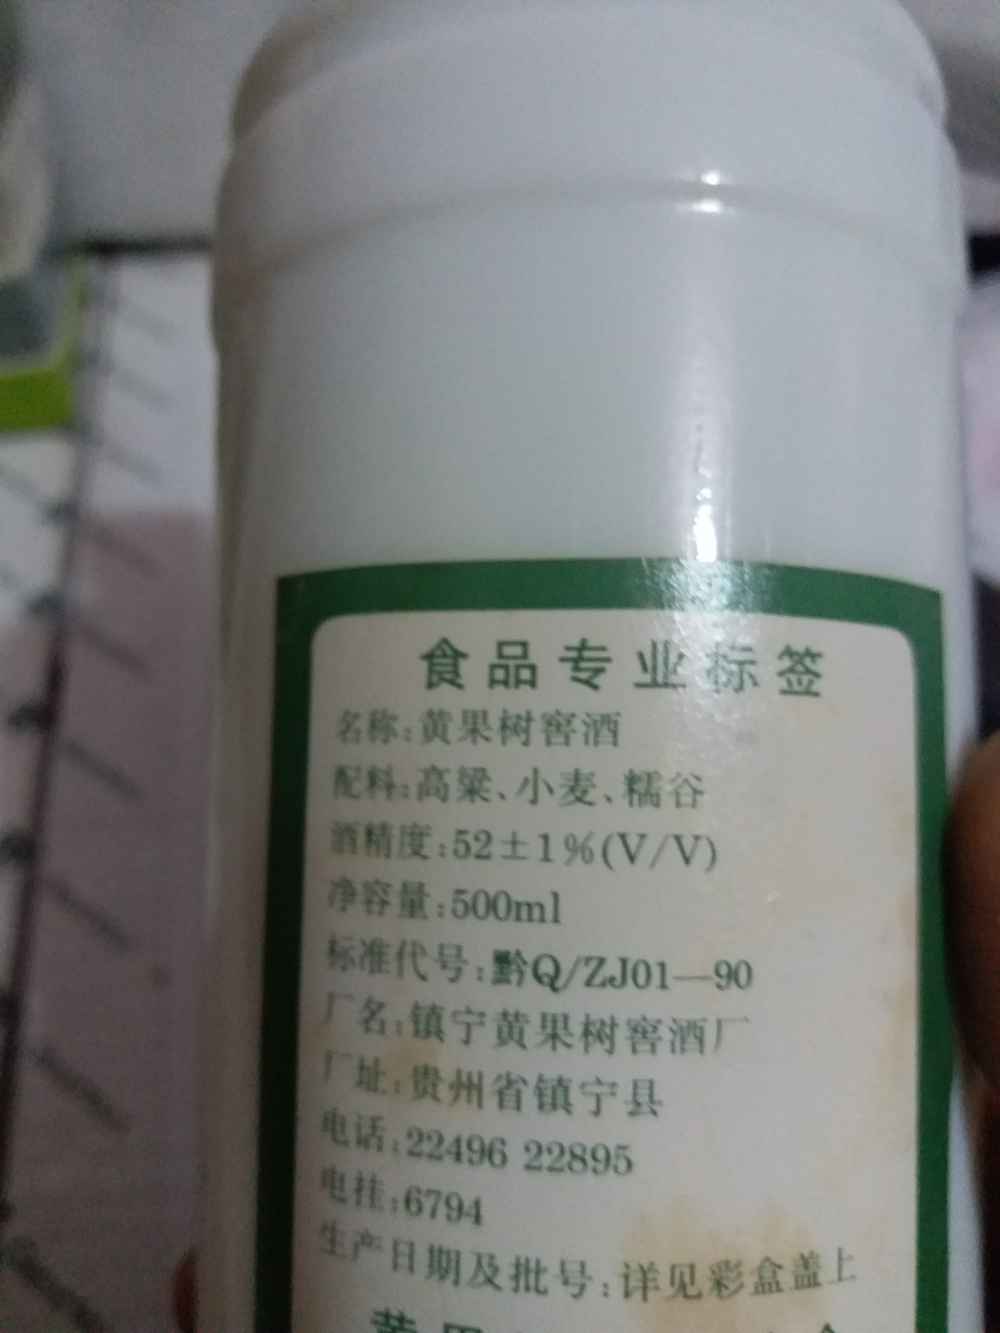 食品专业标签
名称:黄果树窖酒
配料:高粱、小麦、糯谷
酒精度:52±1%(V/V)
净容量:500ml
标准代号:黔Q/ZJ01—90
厂名:镇宁黄果树窖酒厂
厂址:贵州省镇宁县
电话:22496 22895
电挂:6794
生产日期及批号:详见彩盒盖上